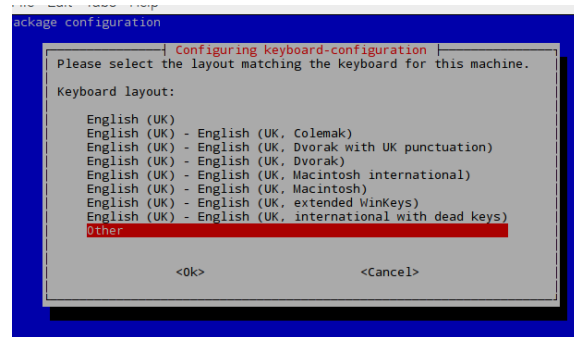 ackage configuration
Configuring keyboard-configuration
Please select the layout matching the keyboard for this machine.
Keyboard layout:
English (UK)
English (UK) - English (UK, Colemak)
English (UK) - English (UK, Dvorak with UK punctuation)
English (UK) - English (UK, Dvorak)
English (UK) - English (UK, Macintosh international)
English (UK) - English (UK, Macintosh)
English (UK) - English (UK, extended WinKeys)
English (UK) - English (UK, international with dead keys)
Other
<Ok> <Cancel>